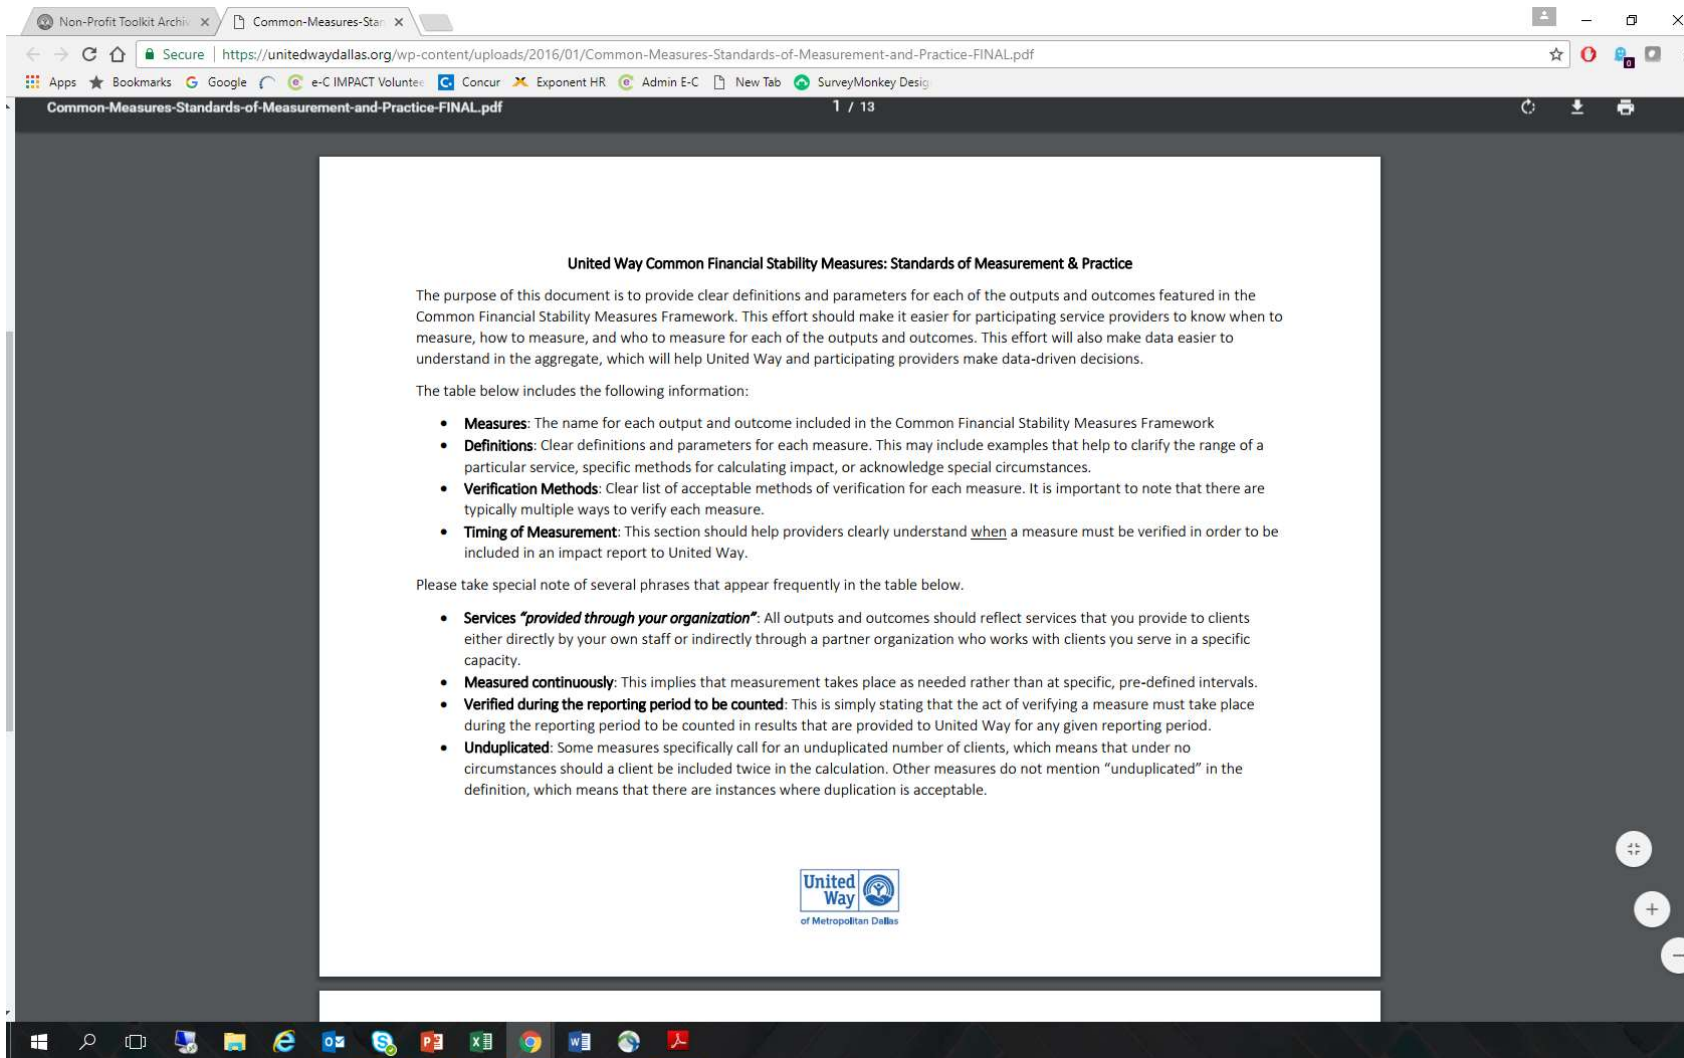 Non-Profit Toolkit Archiv
Common-Measures-Stan
Secure
https://unitedwaydallas.org/wp-content/uploads/2016/01/Common-Measures-Standards-of-Measurement-and-Practice-FINAL.pdf
Apps Bookmarks Google e-C IMPACT Voluntee Concur Exponent HR Admin E-C New Tab SurveyMonkey Desig
Common-Measures-Standards-of-Measurement-and-Practice-FINAL.pdf 1 / 13
United Way Common Financial Stability Measures: Standards of Measurement & Practice
The purpose of this document is to provide clear definitions and parameters for each of the outputs and outcomes featured in the
Common Financial Stability Measures Framework. This effort should make it easier for participating service providers to know when to
measure, how to measure, and who to measure for each of the outputs and outcomes. This effort will also make data easier to
understand in the aggregate, which will help United Way and participating providers make data-driven decisions.
The table below includes the following information:
• Measures: The name for each output and outcome included in the Common Financial Stability Measures Framework
• Definitions: Clear definitions and parameters for each measure. This may include examples that help to clarify the range of a
particular service, specific methods for calculating impact, or acknowledge special circumstances.
• Verification Methods: Clear list of acceptable methods of verification for each measure. It is important to note that there are
typically multiple ways to verify each measure.
• Timing of Measurement: This section should help providers clearly understand when a measure must be verified in order to be
included in an impact report to United Way.
Please take special note of several phrases that appear frequently in the table below.
• Services “provided through your organization”: All outputs and outcomes should reflect services that you provide to clients
either directly by your own staff or indirectly through a partner organization who works with clients you serve in a specific
capacity.
• Measured continuously: This implies that measurement takes place as needed rather than at specific, pre-defined intervals.
• Verified during the reporting period to be counted: This is simply stating that the act of verifying a measure must take place
during the reporting period to be counted in results that are provided to United Way for any given reporting period.
• Unduplicated: Some measures specifically call for an unduplicated number of clients, which means that under no
circumstances should a client be included twice in the calculation. Other measures do not mention “unduplicated” in the
definition, which means that there are instances where duplication is acceptable.
United
Way
of Metropolitan Dallas